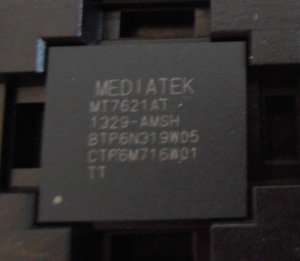 MEDIATEK
MT7621AT
1329-AMSH
BTP6N319W05
CTP6M716W01
TT